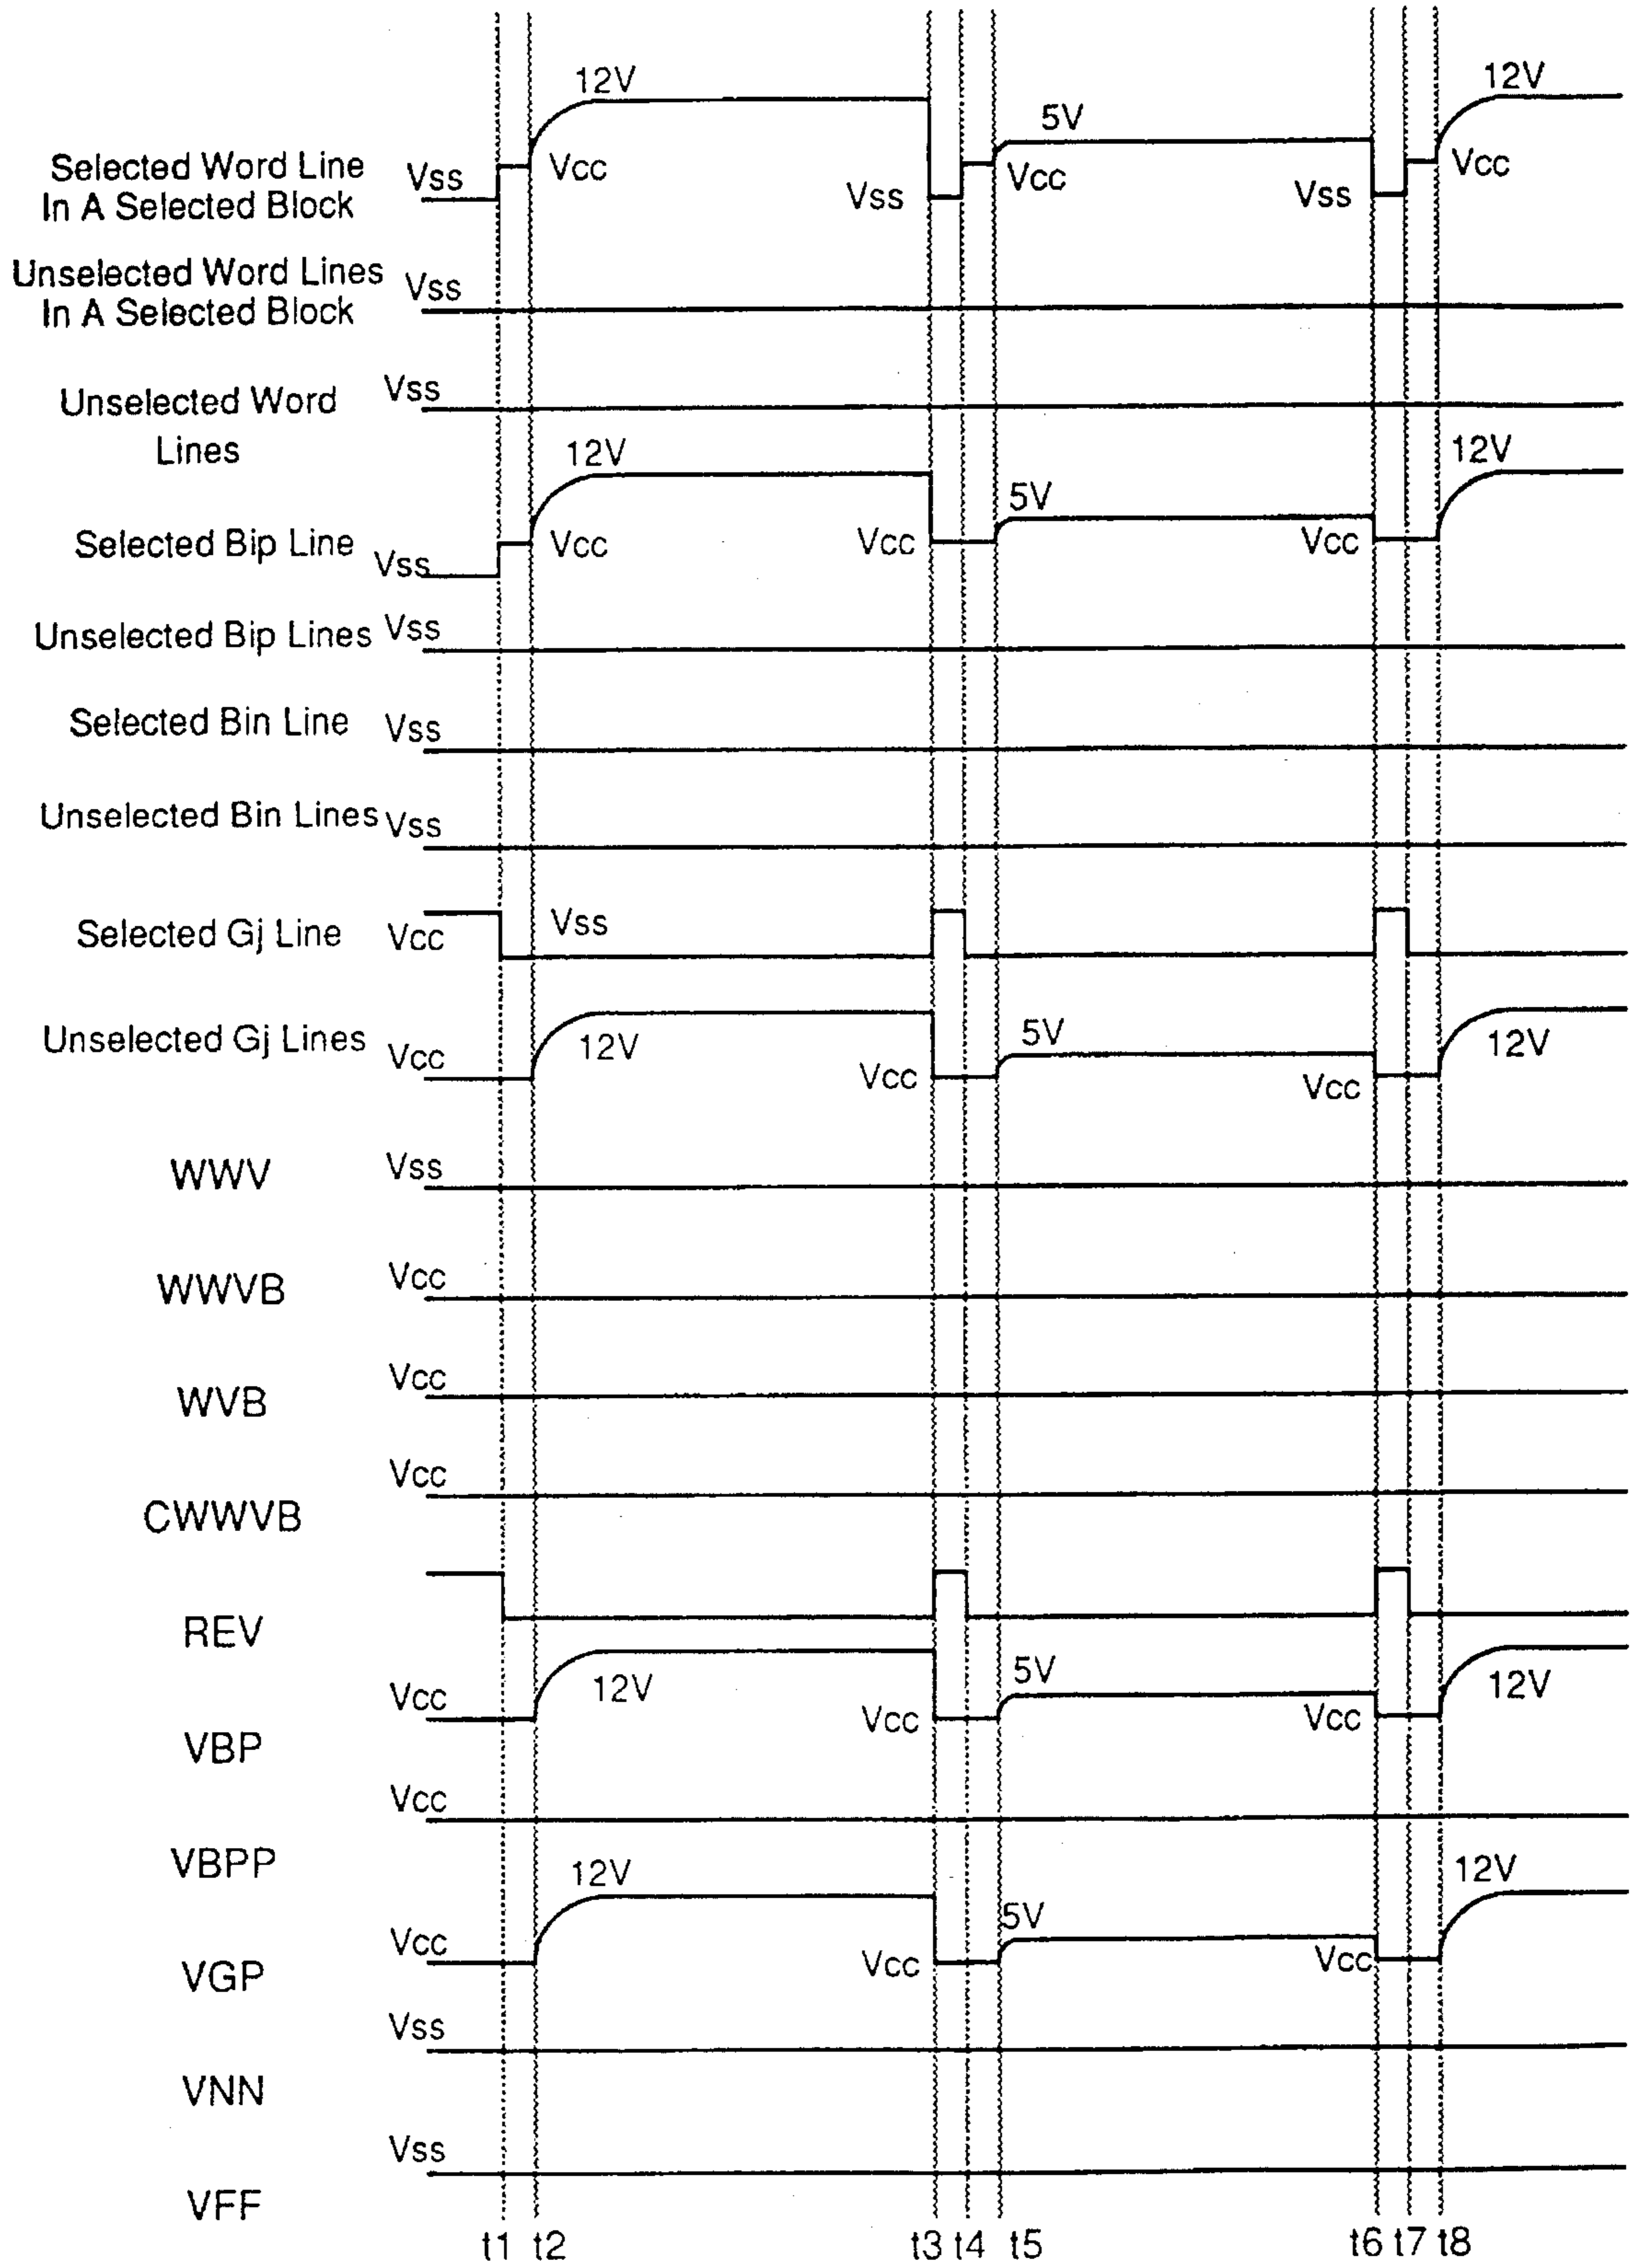 12V
12V
5V
Selected Word Line
In A Selected Block
Vss
Vcc
Vss
Vcc
Vss
Vcc
Unselected Word Lines
In A Selected Block
Vss
Unselected Word
Lines
Vss
12V
12V
5V
Selected Bip Line
Vss
Vcc
Vcc
Vcc
Unselected Bip Lines
Vss
Selected Bin Line
Vss
Unselected Bin Lines
Vss
Selected Gj Line
Vcc
Vss
Unselected Gj Lines
Vcc
12V
Vcc
5V
Vcc
12V
WWV
Vss
WWVB
Vcc
WVB
Vcc
CWWVB
Vcc
REV
VBP
Vcc
12V
Vcc
5V
Vcc
12V
VBPP
Vcc
VGP
Vcc
12V
Vcc
5V
Vcc
12V
VNN
Vss
VFF
Vss
t1 t2 t3 t4 t5 t6 t7 t8